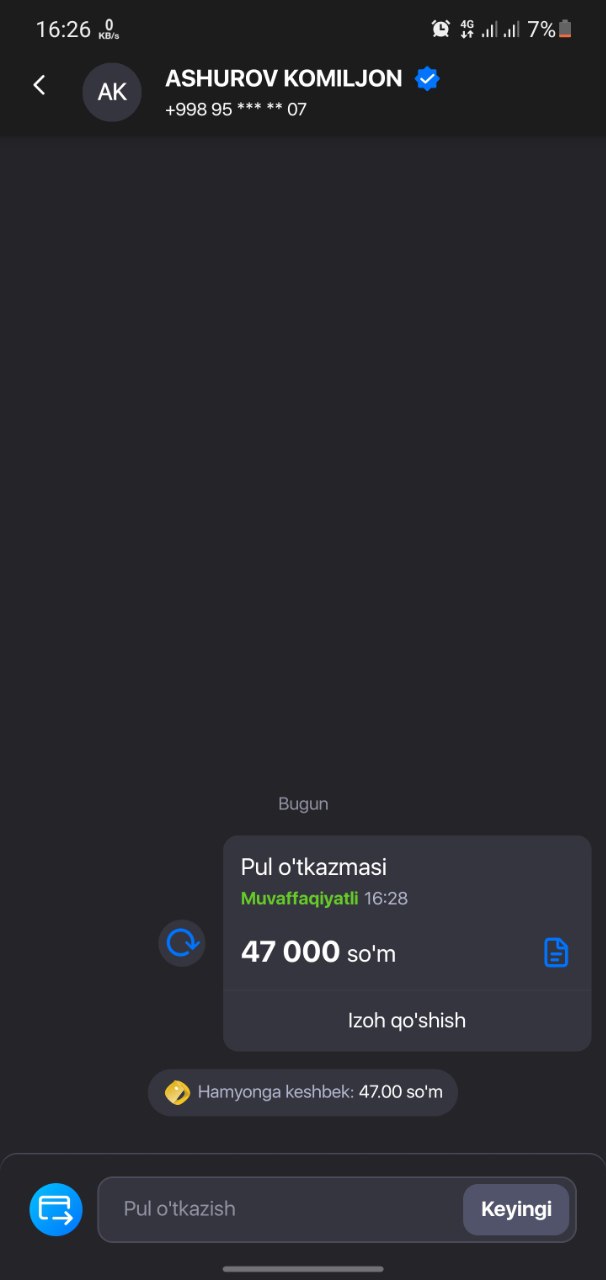 16:26 0 KB/s 4G 7%
AK
ASHUROV KOMILJON
+998 95 *** ** 07
Bugun
Pul o'tkazmasi
Muvaffaqiyatli 16:28
47 000 so'm
Izoh qo'shish
Hamyonga keshbek: 47.00 so'm
Pul o'tkazish
Keyingi